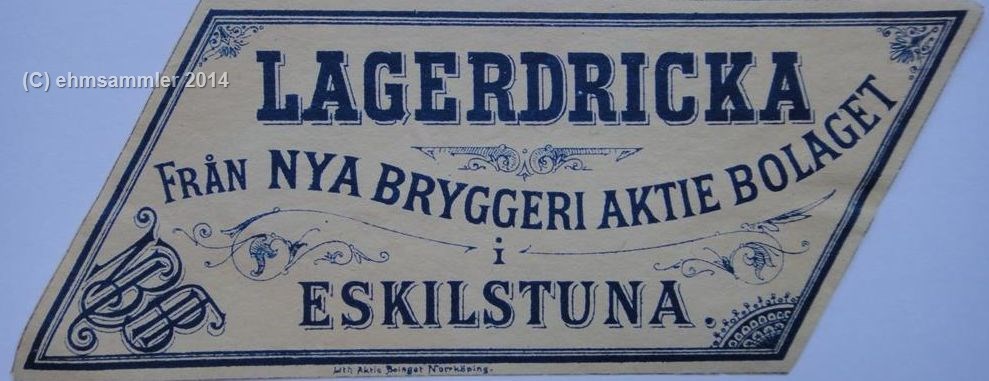 (C) ehmsammler 2014
LAGERDRICKA
FRÅN NYA BRYGGERI AKTIE BOLAGET
i
ESKILSTUNA.
Lith Aktie Bolaget Norrköping.